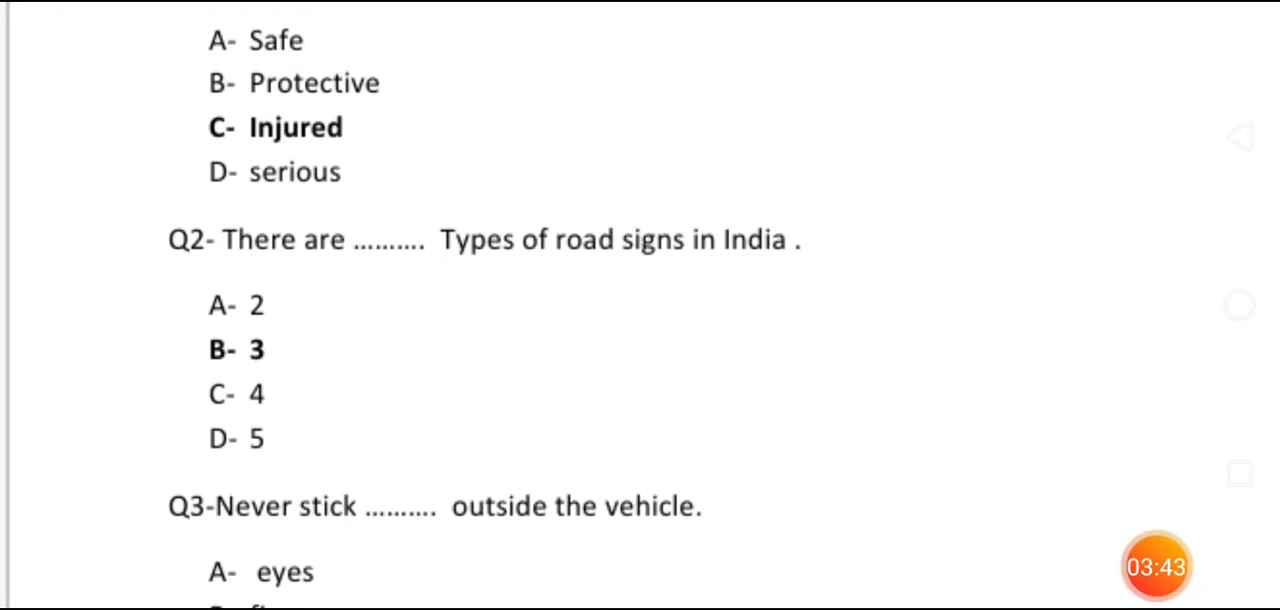 A- Safe
B- Protective
C- Injured
D- serious
Q2- There are .......... Types of road signs in India .
A- 2
B- 3
C- 4
D- 5
Q3-Never stick .......... outside the vehicle.
A- eyes
03:43